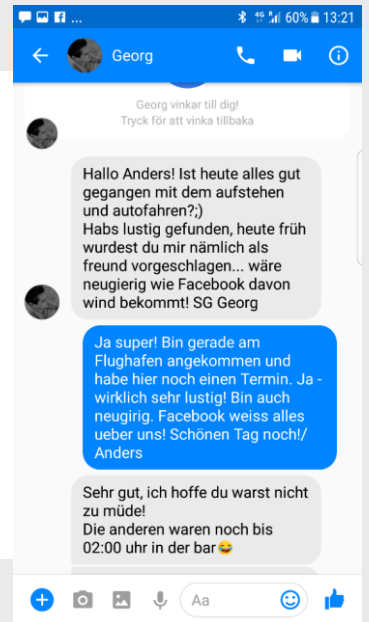 ... 4G 60% 13:21
Georg
Georg vinkar till dig!
Tryck för att vinka tillbaka
Hallo Anders! Ist heute alles gut
gegangen mit dem aufstehen
und autofahren?;)
Habs lustig gefunden, heute früh
wurdest du mir nämlich als
freund vorgeschlagen... wäre
neugierig wie Facebook davon
wind bekommt! SG Georg
Ja super! Bin gerade am
Flughafen angekommen und
habe hier noch einen Termin. Ja -
wirklich sehr lustig! Bin auch
neugirig. Facebook weiss alles
ueber uns! Schönen Tag noch!/
Anders
Sehr gut, ich hoffe du warst nicht
zu müde!
Die anderen waren noch bis
02:00 uhr in der bar😂
Aa